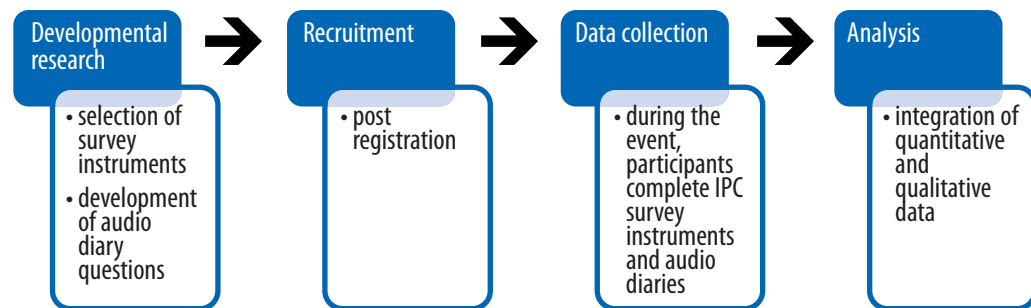 Developmental
research
• selection of
survey
instruments
• development
of audio
diary
questions
Recruitment
• post
registration
Data collection
• during the
event,
participants
complete IPC
survey
instruments
and audio
diaries
Analysis
• integration of
quantitative
and
qualitative
data